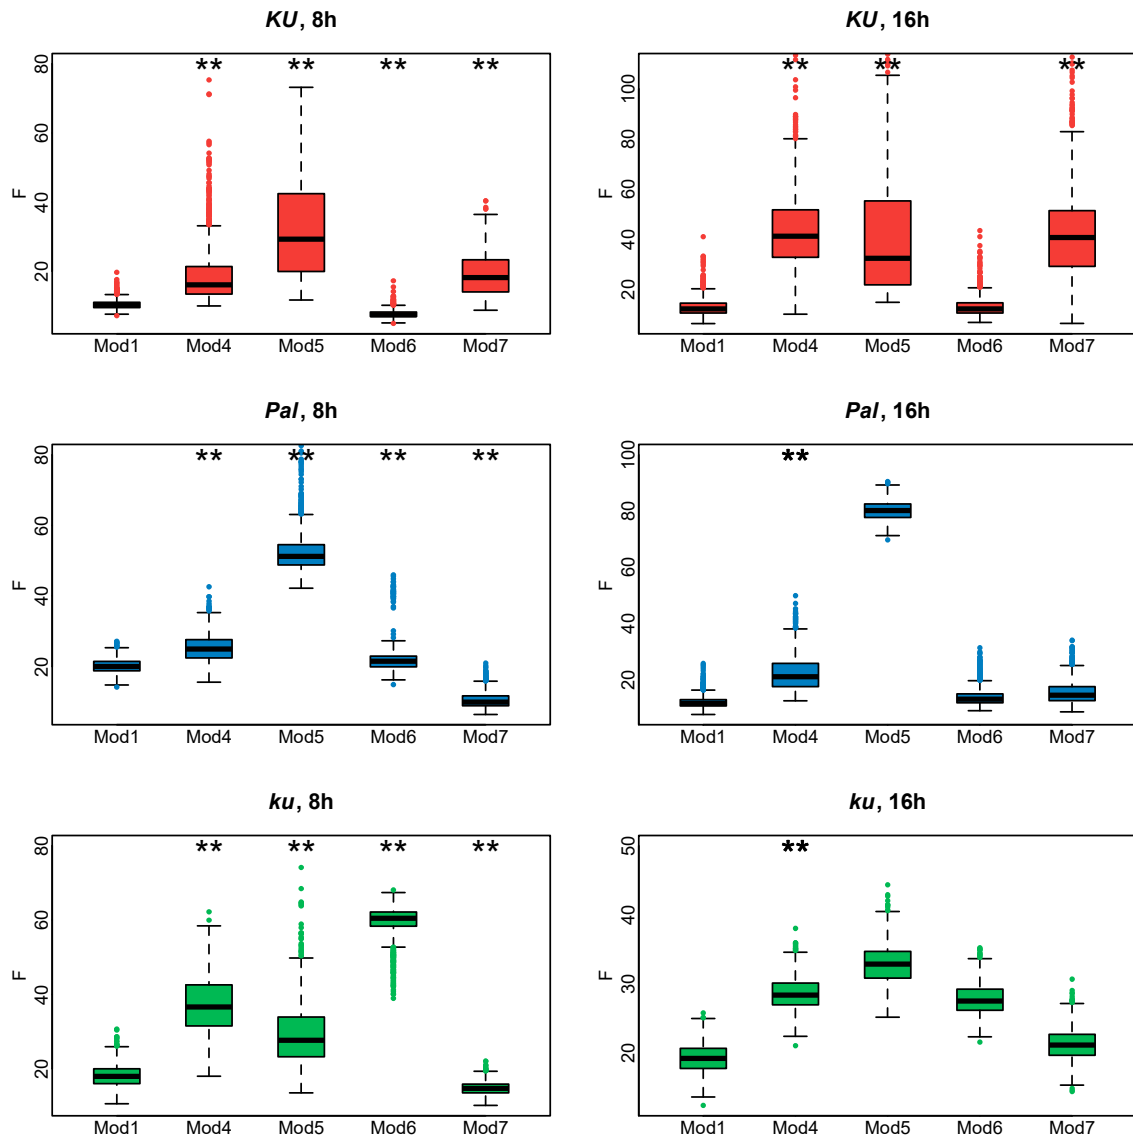 KU, 8h
F
20 40 60 80
** ** ** **
Mod1 Mod4 Mod5 Mod6 Mod7
KU, 16h
F
20 40 60 80 100
** ** **
Mod1 Mod4 Mod5 Mod6 Mod7
Pal, 8h
F
20 40 60 80
** ** ** **
Mod1 Mod4 Mod5 Mod6 Mod7
Pal, 16h
F
20 40 60 80 100
**
Mod1 Mod4 Mod5 Mod6 Mod7
ku, 8h
F
20 40 60 80
** ** ** **
Mod1 Mod4 Mod5 Mod6 Mod7
ku, 16h
F
20 30 40 50
**
Mod1 Mod4 Mod5 Mod6 Mod7